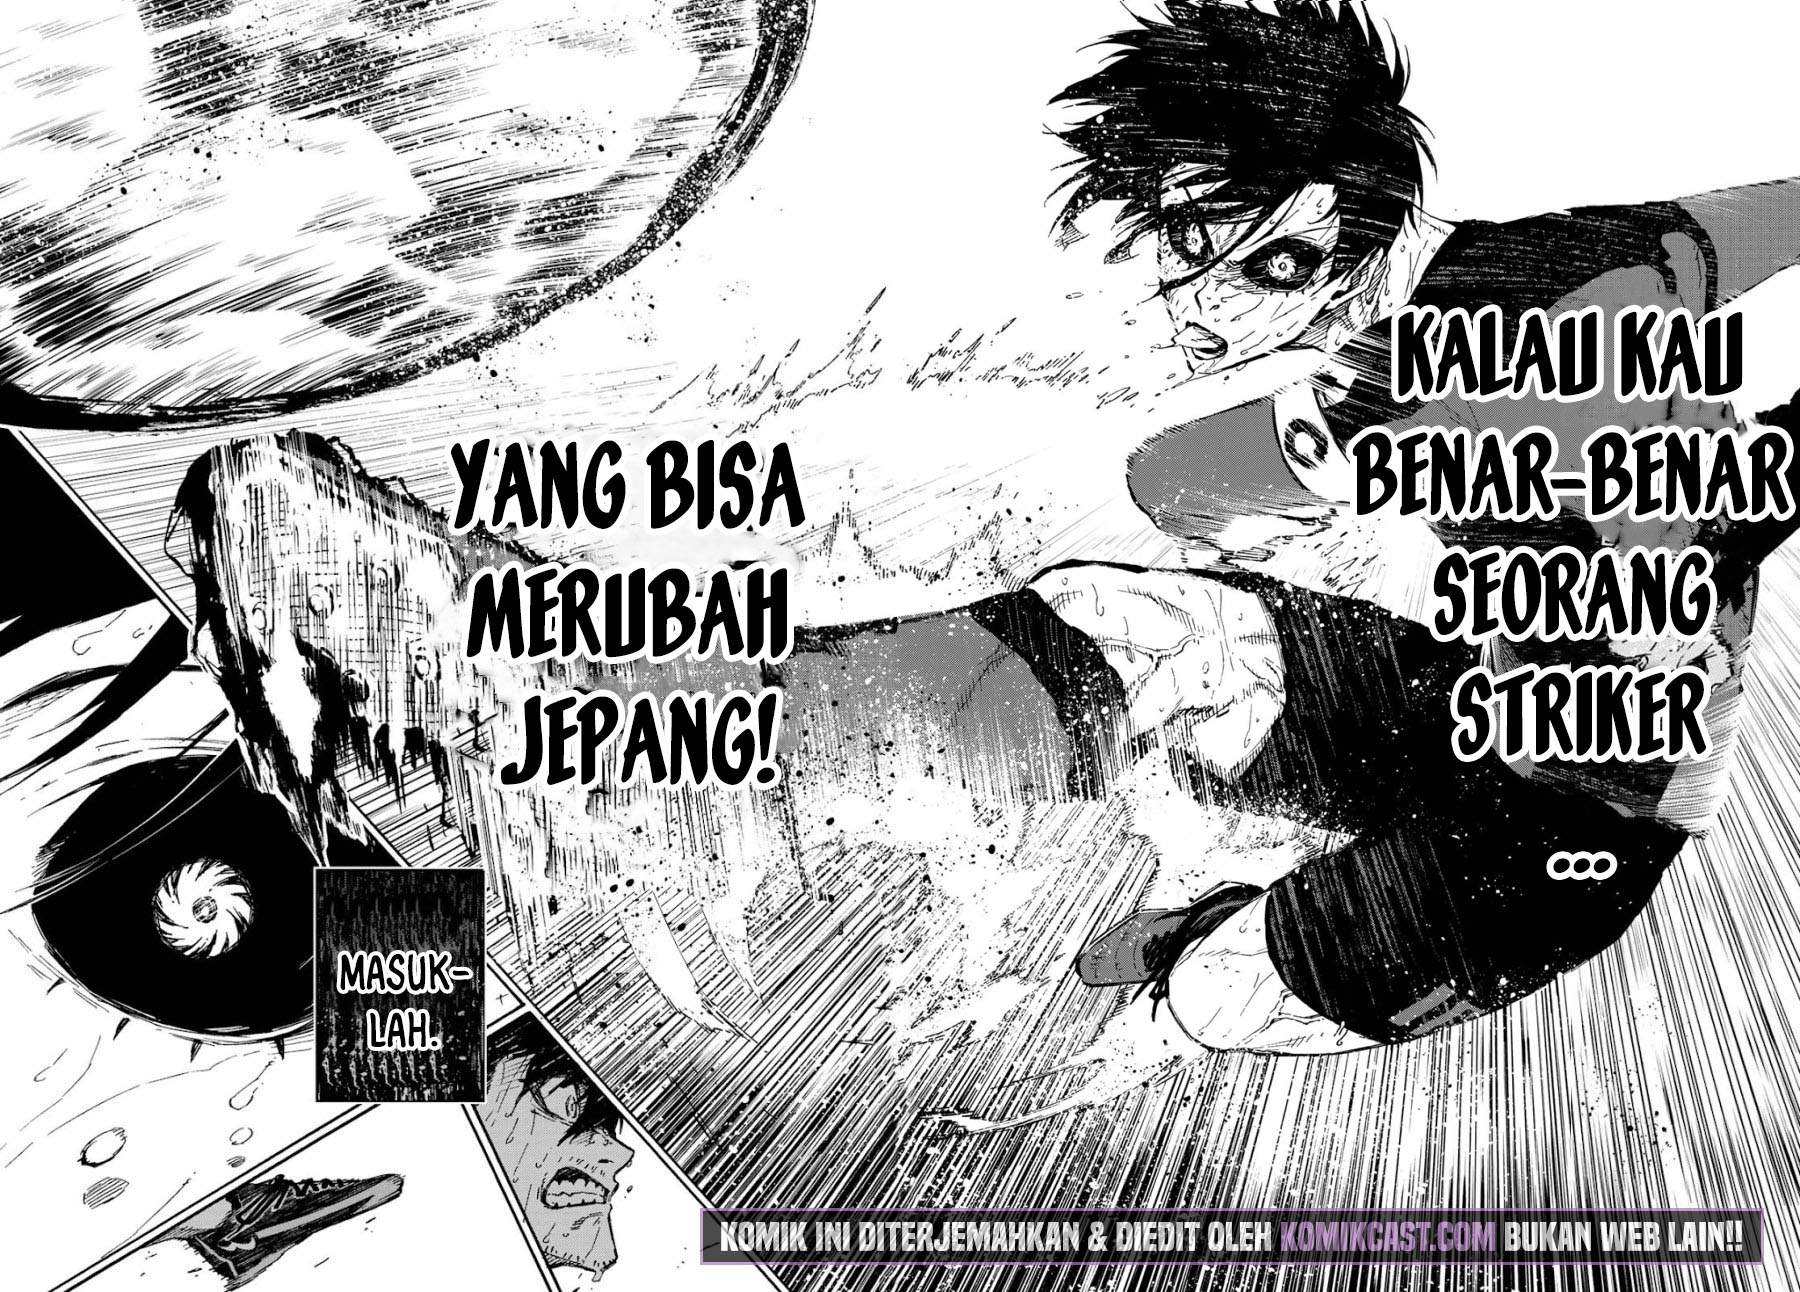 KALAU KAU
BENAR-BENAR
SEORANG
STRIKER
...
YANG BISA
MERUBAH
JEPANG!
MASUK-
LAH.
KOMIK INI DITERJEMAHKAN & DIEDIT OLEH KOMIKCAST.COM BUKAN WEB LAIN!!